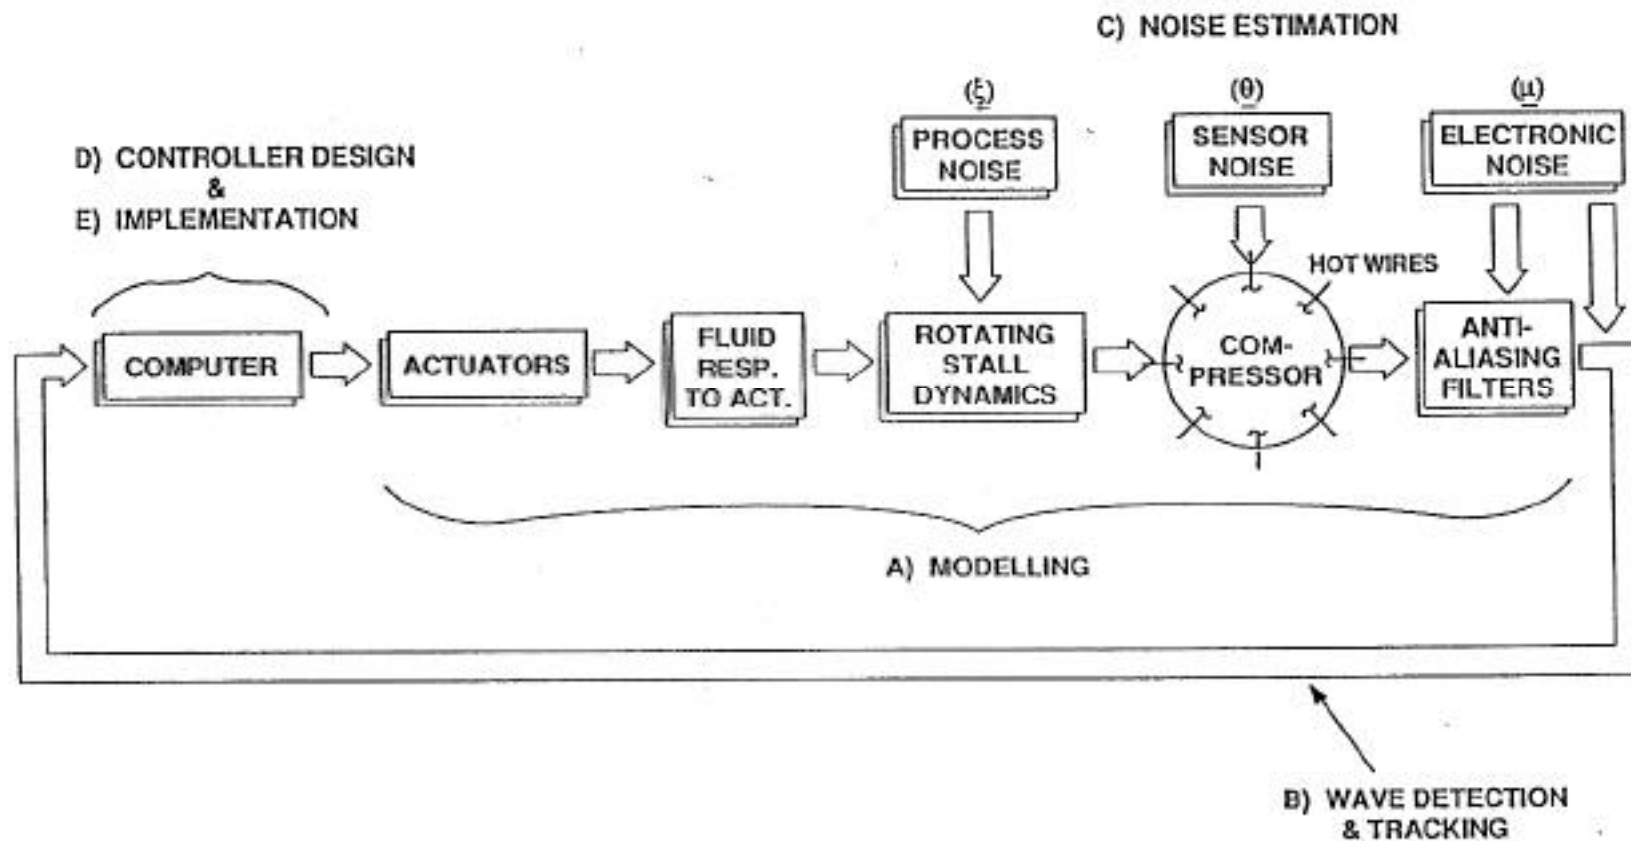 C) NOISE ESTIMATION
(ξ)
(θ)
(μ)
PROCESS
NOISE
SENSOR
NOISE
ELECTRONIC
NOISE
D) CONTROLLER DESIGN
&
E) IMPLEMENTATION
HOT WIRES
COMPUTER
ACTUATORS
FLUID
RESP.
TO ACT.
ROTATING
STALL
DYNAMICS
COM-
PRESSOR
ANTI-
ALIASING
FILTERS
A) MODELLING
B) WAVE DETECTION
& TRACKING